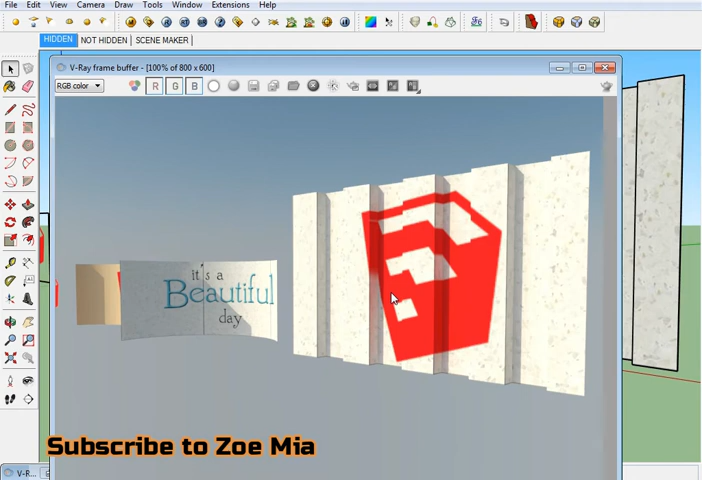 File Edit View Camera Draw Tools Window Extensions Help
HIDDEN NOT HIDDEN SCENE MAKER
V-Ray frame buffer - [100% of 800 x 600]
RGB color R G B
it's a
Beautiful
day
Subscribe to Zoe Mia
V-R...